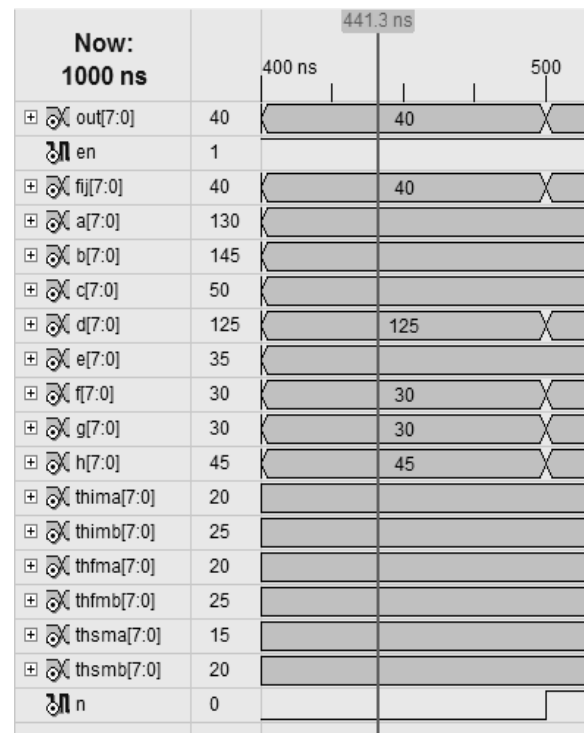 441.3 ns
Now:
1000 ns
400 ns 500
out[7:0] 40 40
en 1
fij[7:0] 40 40
a[7:0] 130
b[7:0] 145
c[7:0] 50
d[7:0] 125 125
e[7:0] 35
f[7:0] 30 30
g[7:0] 30 30
h[7:0] 45 45
thima[7:0] 20
thimb[7:0] 25
thfma[7:0] 20
thfmb[7:0] 25
thsma[7:0] 15
thsmb[7:0] 20
n 0